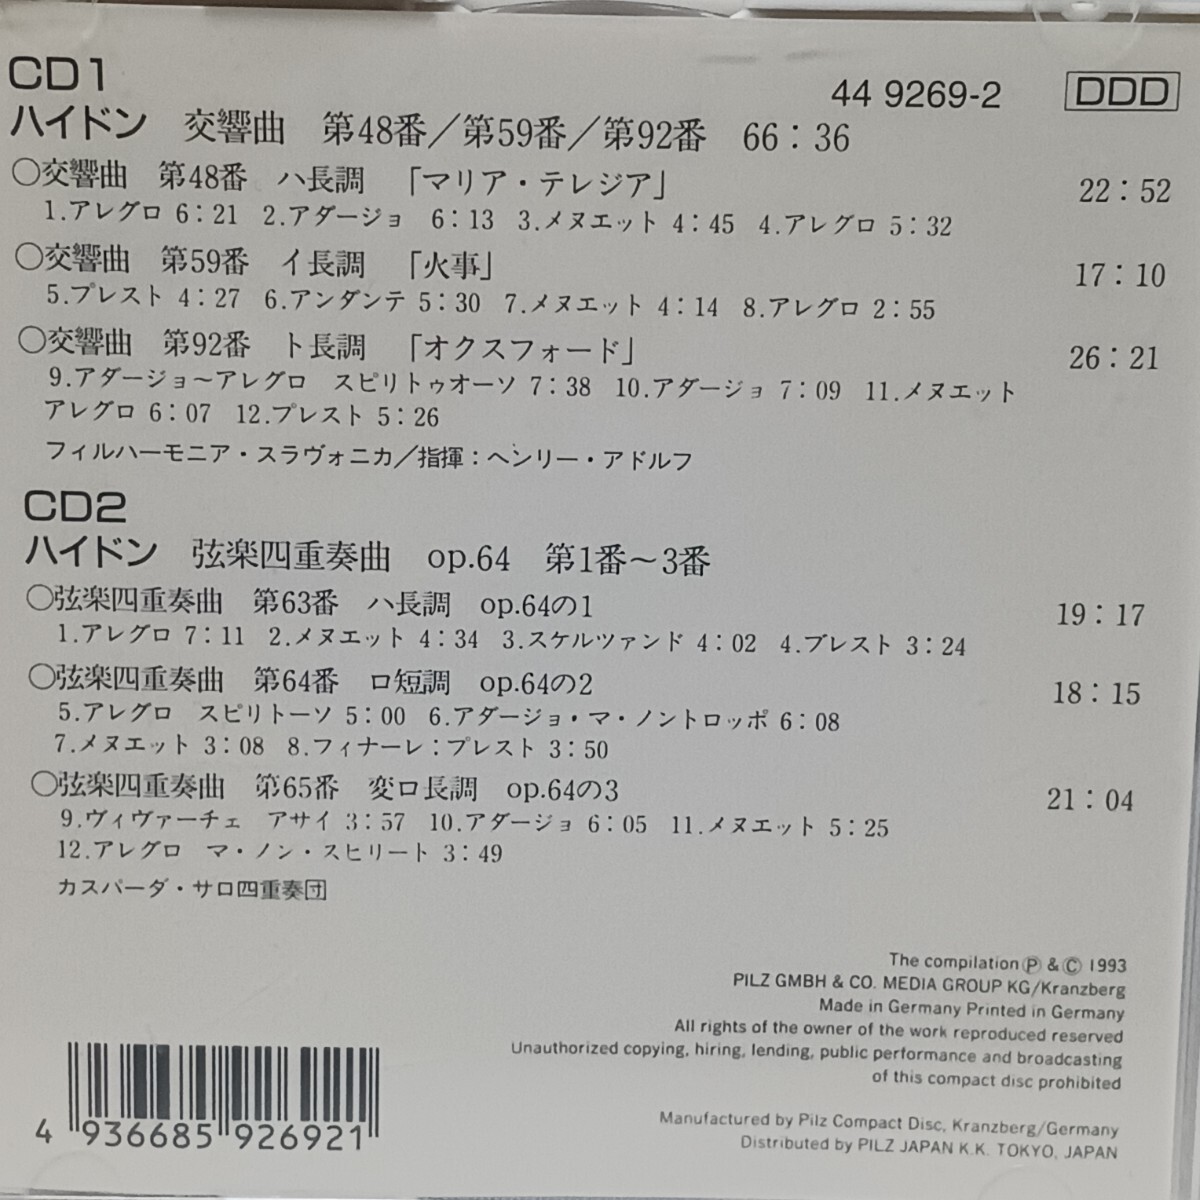 CD1
44 9269-2 DDD
ハイドン 交響曲 第48番／第59番／第92番 66：36
○交響曲 第48番 ハ長調 「マリア・テレジア」 22：52
1.アレグロ 6：21 2.アダージョ 6：13 3.メヌエット 4：45 4.アレグロ 5：32
○交響曲 第59番 イ長調 「火事」 17：10
5.プレスト 4：27 6.アンダンテ 5：30 7.メヌエット 4：14 8.アレグロ 2：55
○交響曲 第92番 ト長調 「オクスフォード」 26：21
9.アダージョ～アレグロ スピリトゥオーソ 7：38 10.アダージョ 7：09 11.メヌエット
アレグロ 6：07 12.プレスト 5：26
フィルハーモニア・スラヴォニカ／指揮：ヘンリー・アドルフ
CD2
ハイドン 弦楽四重奏曲 op.64 第1番～3番
○弦楽四重奏曲 第63番 ハ長調 op.64の1 19：17
1.アレグロ 7：11 2.メヌエット 4：34 3.スケルツァンド 4：02 4.プレスト 3：24
○弦楽四重奏曲 第64番 ロ短調 op.64の2 18：15
5.アレグロ スピリトーソ 5：00 6.アダージョ・マ・ノントロッポ 6：08
7.メヌエット 3：08 8.フィナーレ：プレスト 3：50
○弦楽四重奏曲 第65番 変ロ長調 op.64の3 21：04
9.ヴィヴァーチェ アサイ 3：57 10.アダージョ 6：05 11.メヌエット 5：25
12.アレグロ マ・ノン・スピリート 3：49
カスパーダ・サロ四重奏団
The compilation Ⓟ & Ⓒ 1993
PILZ GMBH & CO. MEDIA GROUP KG/Kranzberg
Made in Germany Printed in Germany
All rights of the owner of the work reproduced reserved
Unauthorized copying, hiring, lending, public performance and broadcasting
of this compact disc prohibited
Manufactured by Pilz Compact Disc, Kranzberg/Germany
Distributed by PILZ JAPAN K.K. TOKYO, JAPAN
4 936685 926921